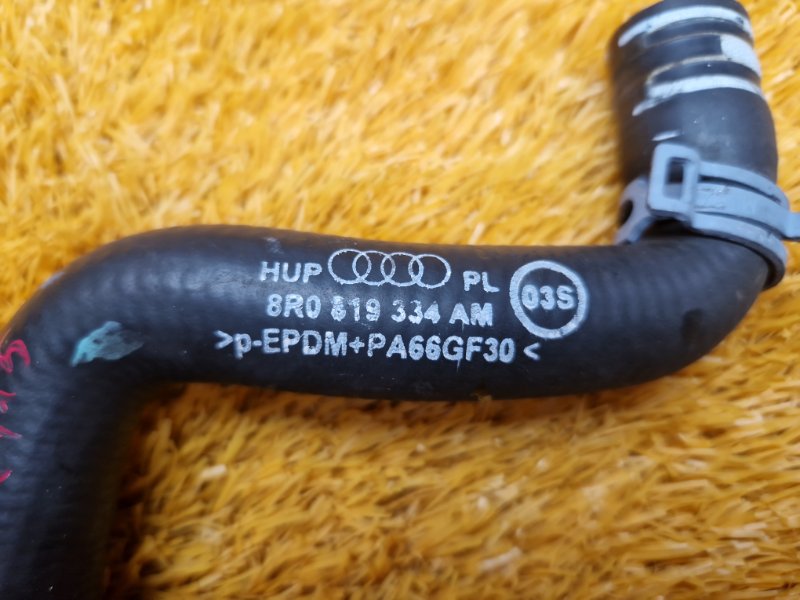 HUP PL 03S
8R0 819 334 AM
>p-EPDM+PA66GF30<